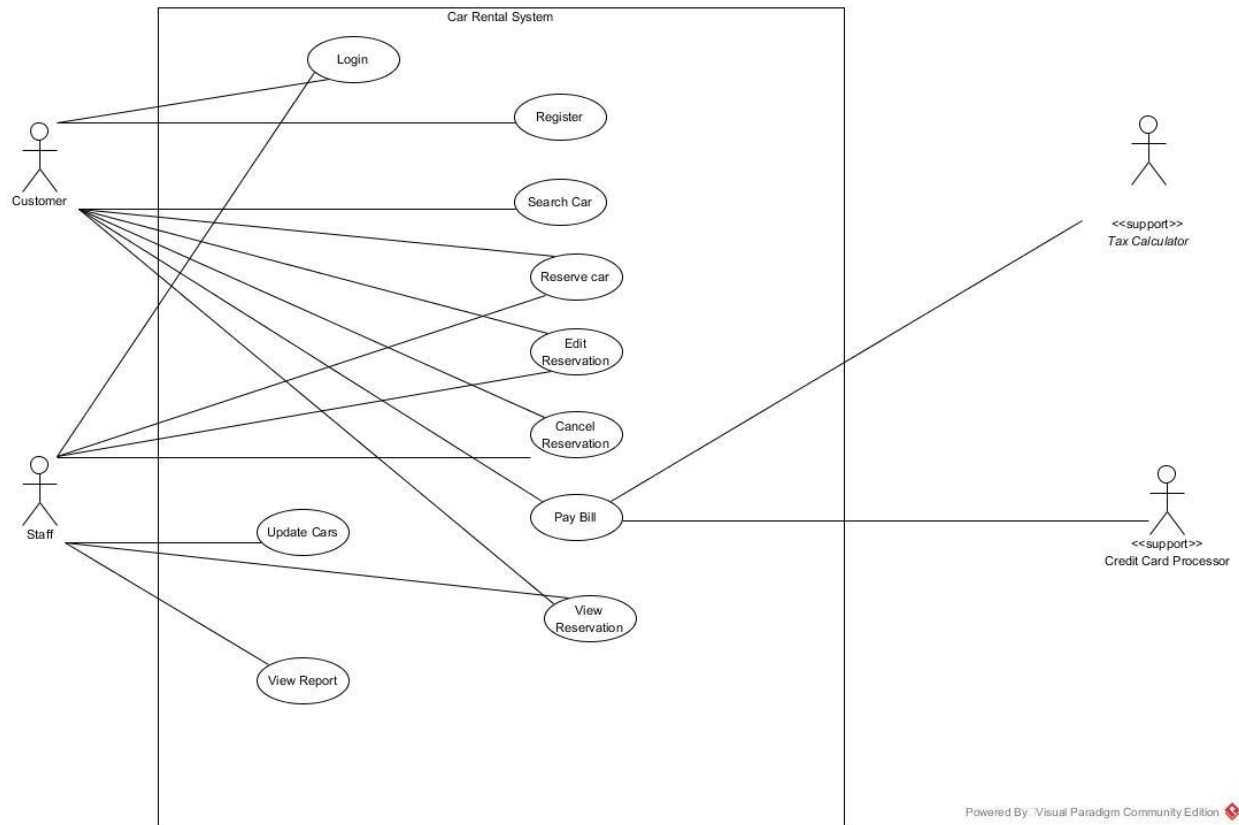 Car Rental System
Login
Register
Customer
Search Car
<<support>>
Tax Calculator
Reserve car
Edit
Reservation
Cancel
Reservation
Staff
Update Cars
Pay Bill
<<support>>
Credit Card Processor
View
Reservation
View Report
Powered By Visual Paradigm Community Edition